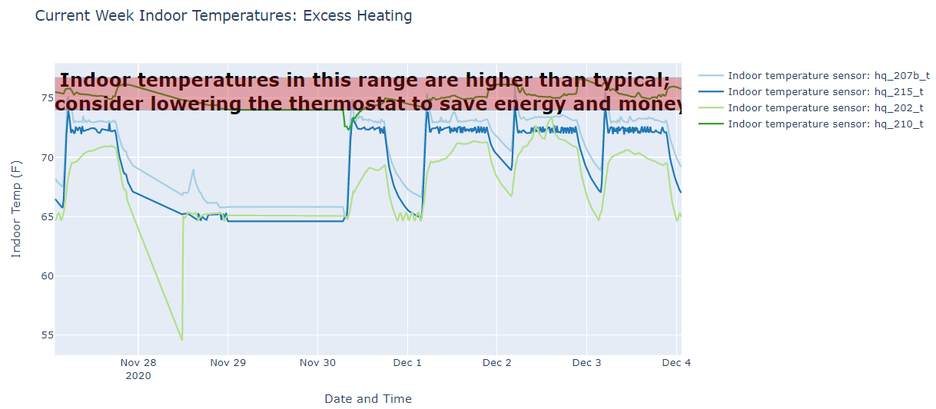 Current Week Indoor Temperatures: Excess Heating
Indoor temperatures in this range are higher than typical:
consider lowering the thermostat to save energy and money
75
70
65
60
55
Indoor Temp (F)
Nov 28
2020
Nov 29
Nov 30
Dec 1
Dec 2
Dec 3
Dec 4
Date and Time
Indoor temperature sensor: hq_207b_t
Indoor temperature sensor: hq_215_t
Indoor temperature sensor: hq_202_t
Indoor temperature sensor: hq_210_t